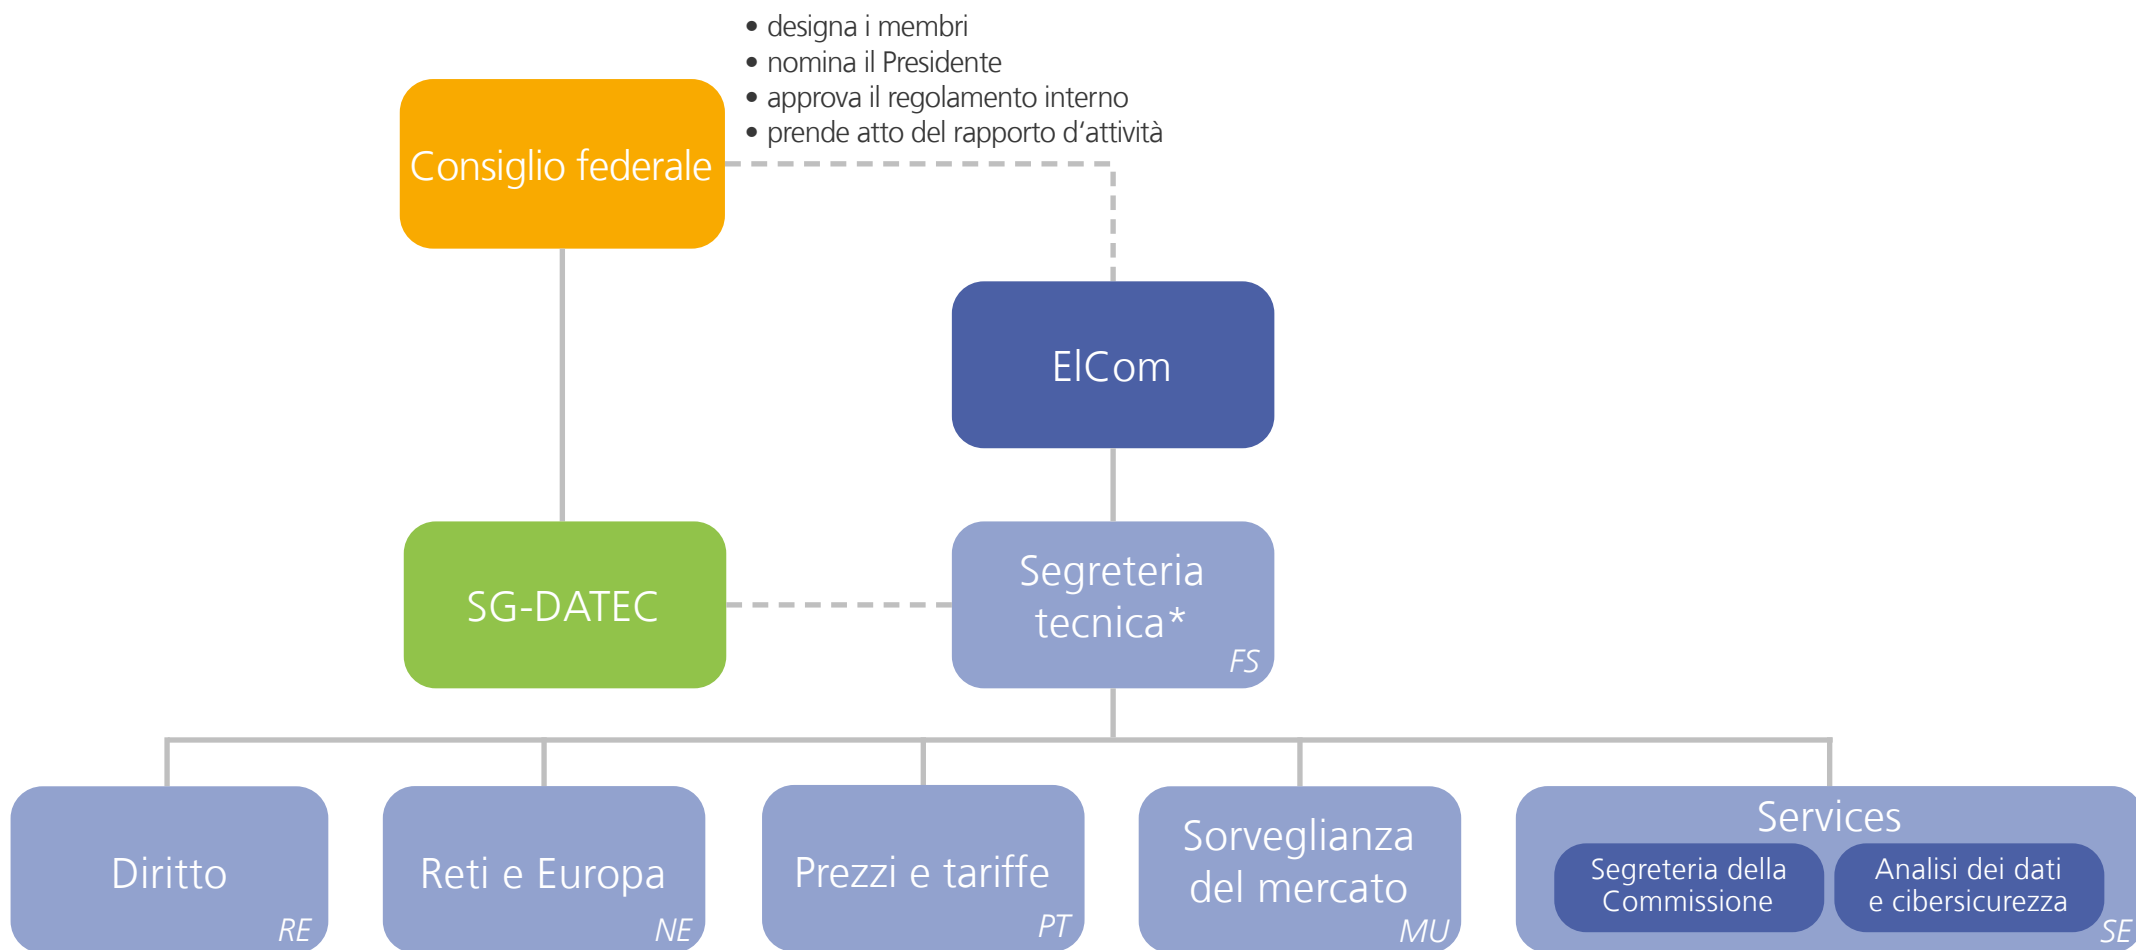 • designa i membri
• nomina il Presidente
• approva il regolamento interno
• prende atto del rapporto d‘attività
Consiglio federale
ElCom
SG-DATEC
Segreteria
tecnica*
FS
Diritto
RE
Reti e Europa
NE
Prezzi e tariffe
PT
Sorveglianza
del mercato
MU
Services
Segreteria della
Commissione
Analisi dei dati
e cibersicurezza
SE